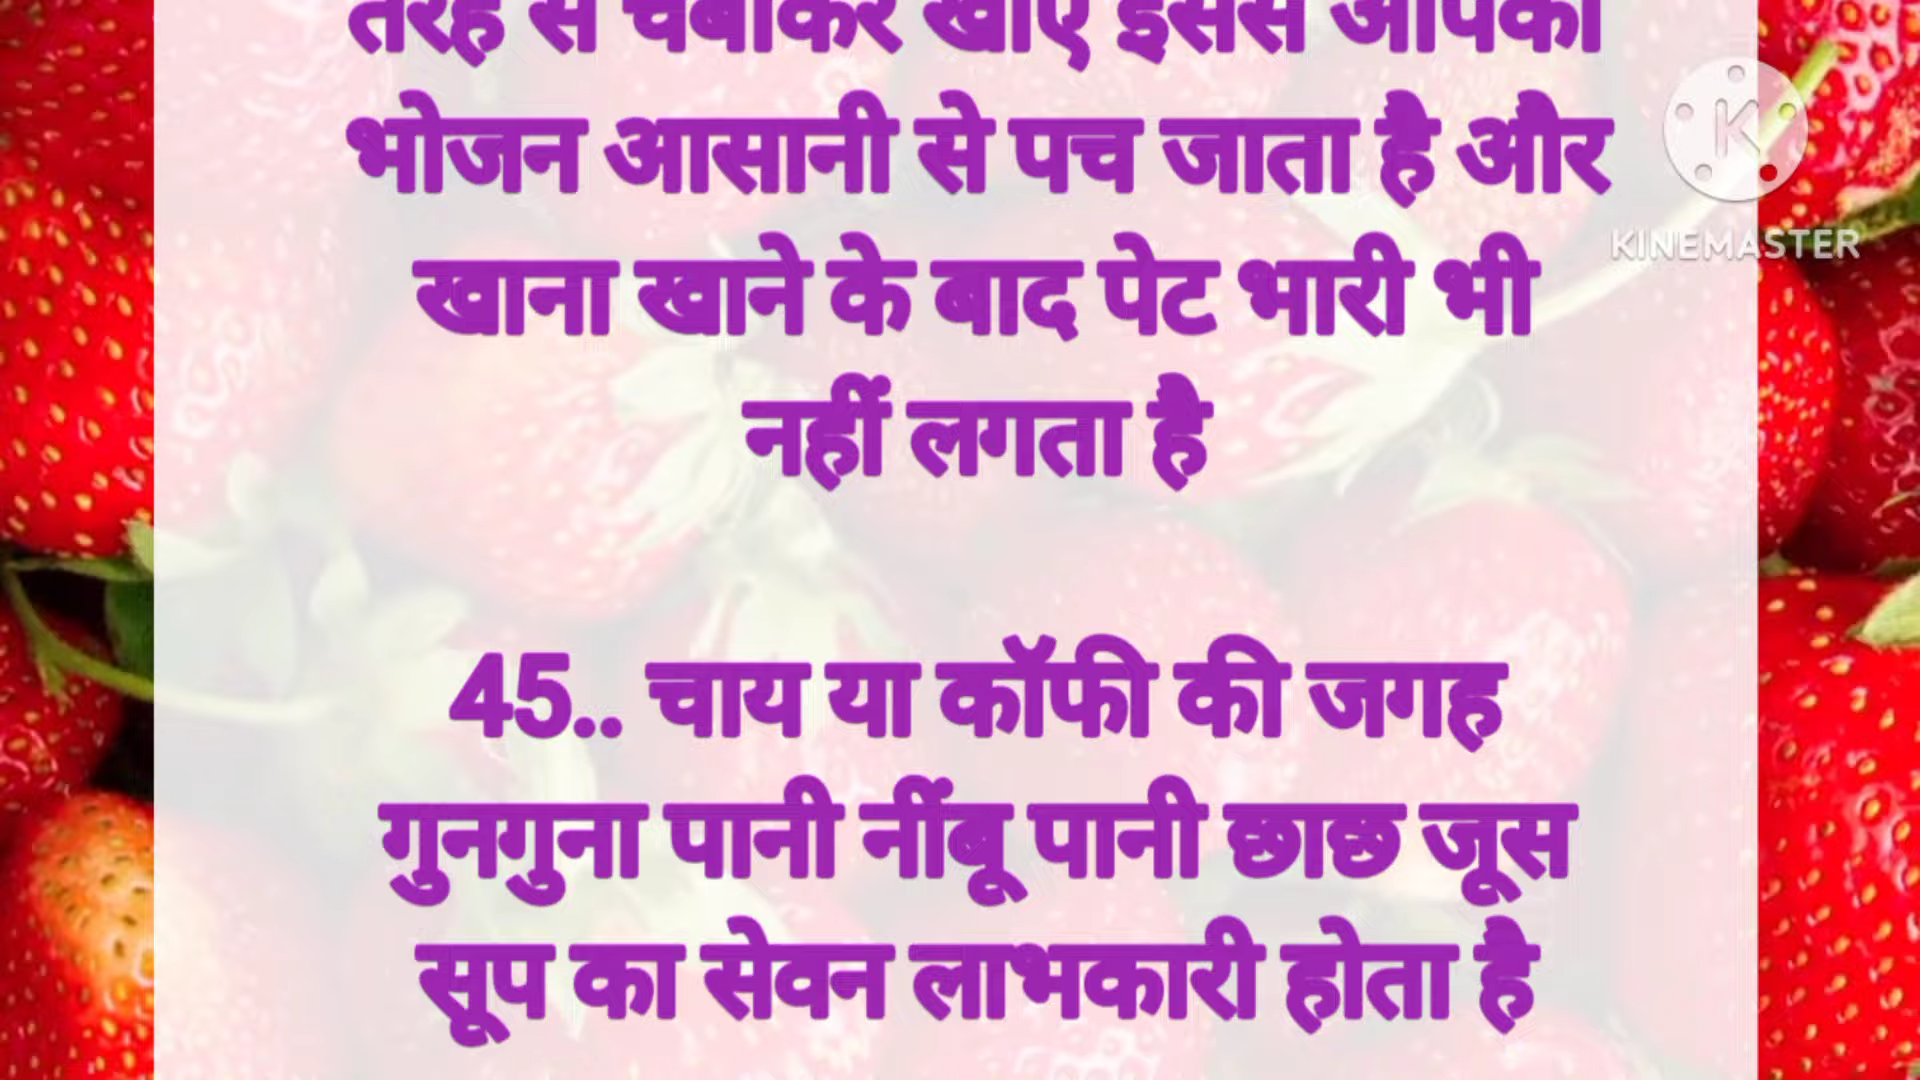 तरह से चबाकर खाएं इससे आपका
भोजन आसानी से पच जाता है और
खाना खाने के बाद पेट भारी भी
नहीं लगता है
45.. चाय या कॉफी की जगह
गुनगुना पानी नींबू पानी छाछ जूस
सूप का सेवन लाभकारी होता है
K
KINEMASTER